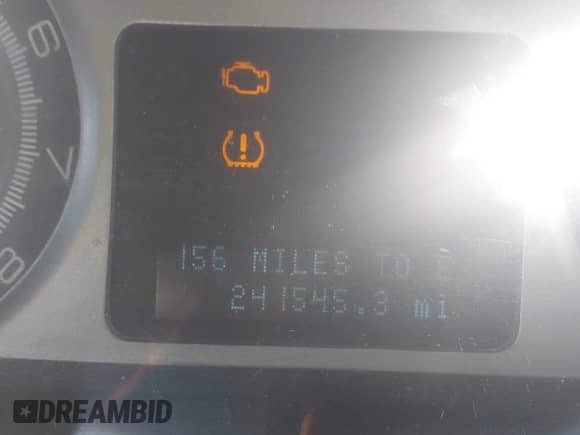 6
7
8
156 MILES TO E
241545.3 mi
DREAMBID